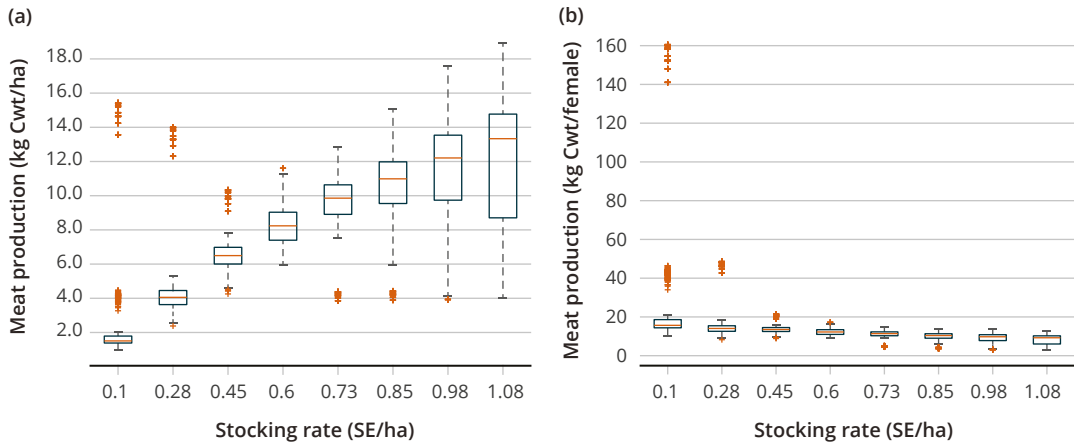 (a)
Meat production (kg Cwt/ha)
18.0
16.0
14.0
12.0
10.0
8.0
6.0
4.0
2.0
0.1 0.28 0.45 0.6 0.73 0.85 0.98 1.08
Stocking rate (SE/ha)
(b)
Meat production (kg Cwt/female)
160
140
160
100
80
60
40
20
0
0.1 0.28 0.45 0.6 0.73 0.85 0.98 1.08
Stocking rate (SE/ha)